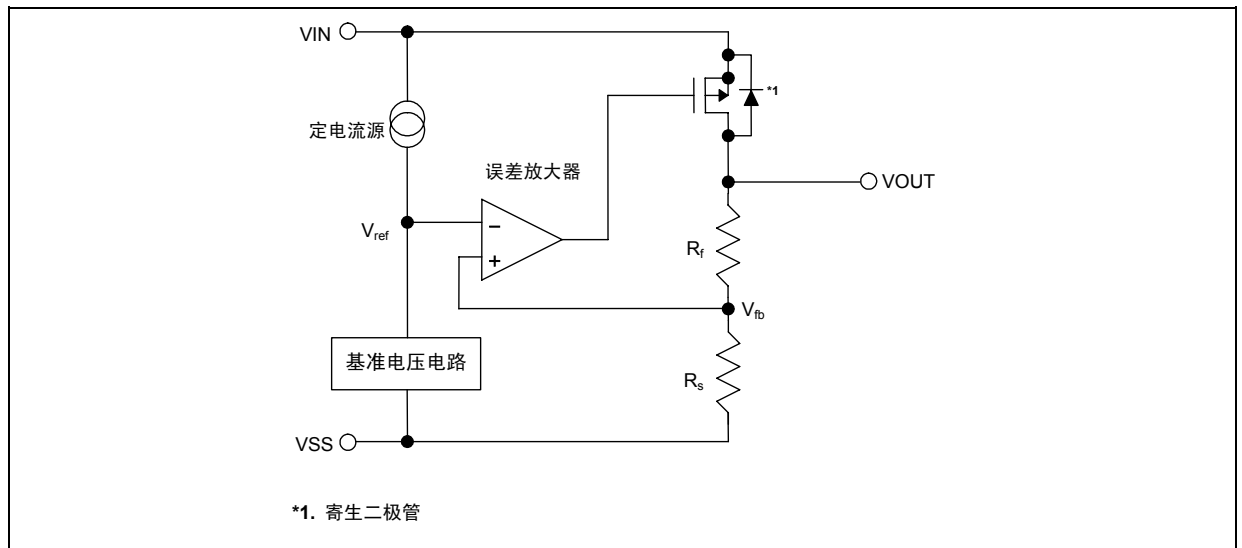 VIN
*1
定电流源
误差放大器
VOUT
Vref
−
+
Rf
Vfb
基准电压电路
Rs
VSS
*1. 寄生二极管